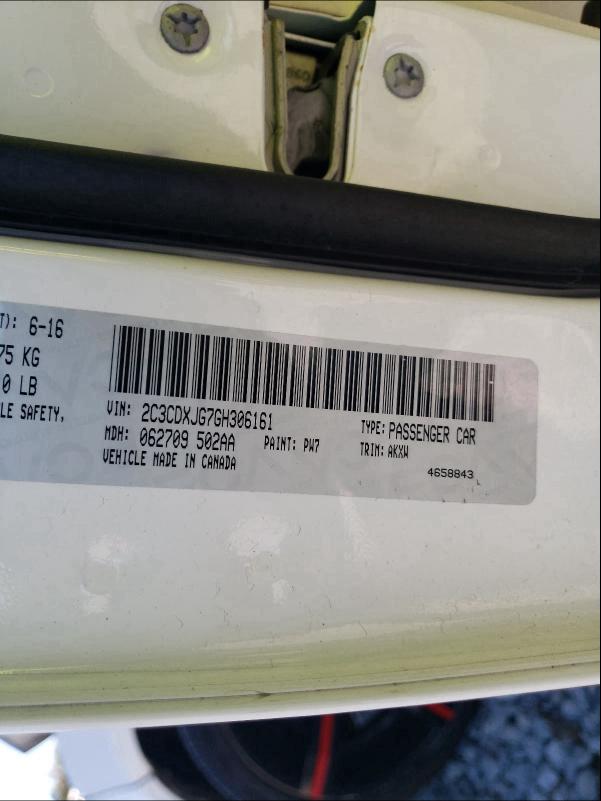 T): 6-16
75 KG
0 LB
LE SAFETY,
VIN: 2C3CDXJG7GH306161
TYPE: PASSENGER CAR
MDH: 062709 502AA
PAINT: PW7
TRIM: AKXW
VEHICLE MADE IN CANADA
4658843